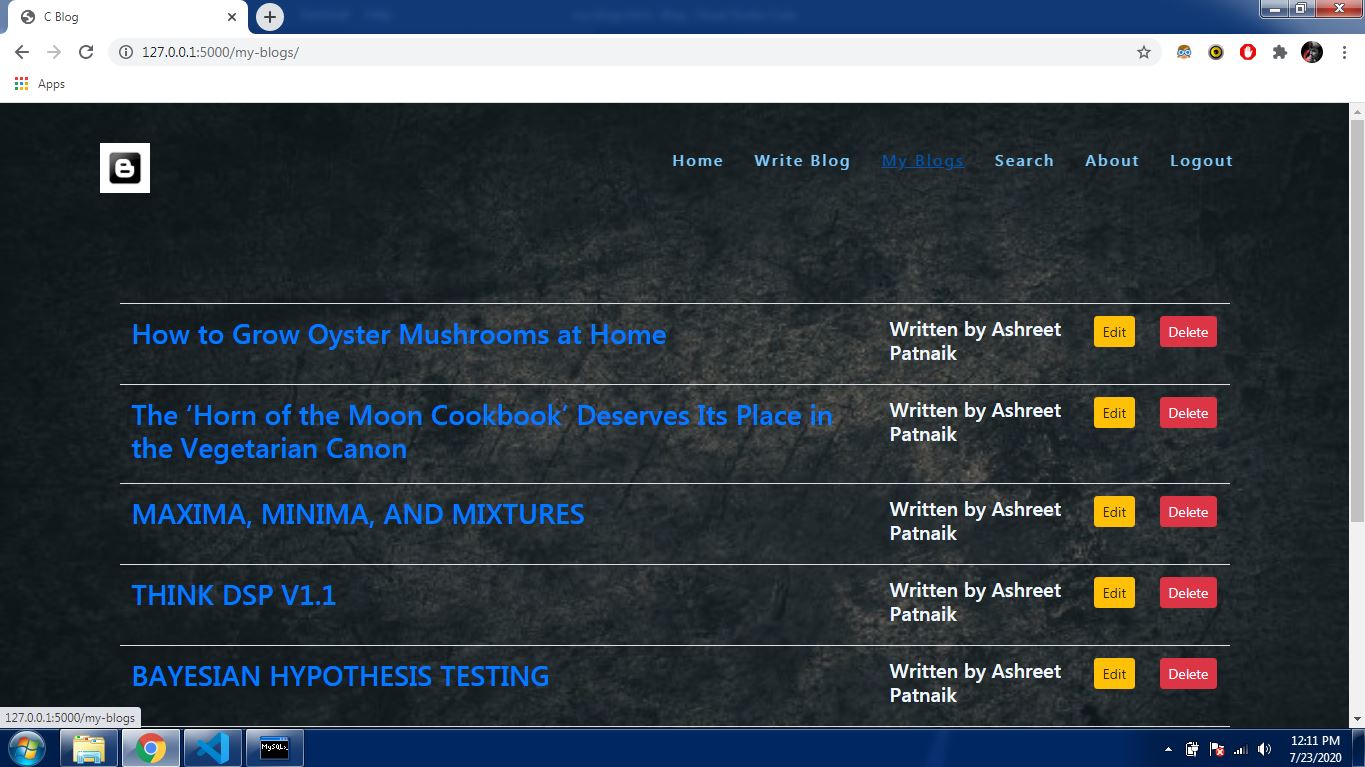 C Blog
127.0.0.1:5000/my-blogs/
Apps
Home Write Blog My Blogs Search About Logout
How to Grow Oyster Mushrooms at Home
Written by Ashreet
Patnaik
Edit Delete
The ‘Horn of the Moon Cookbook’ Deserves Its Place in
the Vegetarian Canon
Written by Ashreet
Patnaik
Edit Delete
MAXIMA, MINIMA, AND MIXTURES
Written by Ashreet
Patnaik
Edit Delete
THINK DSP V1.1
Written by Ashreet
Patnaik
Edit Delete
BAYESIAN HYPOTHESIS TESTING
Written by Ashreet
Patnaik
Edit Delete
127.0.0.1:5000/my-blogs
12:11 PM
7/23/2020